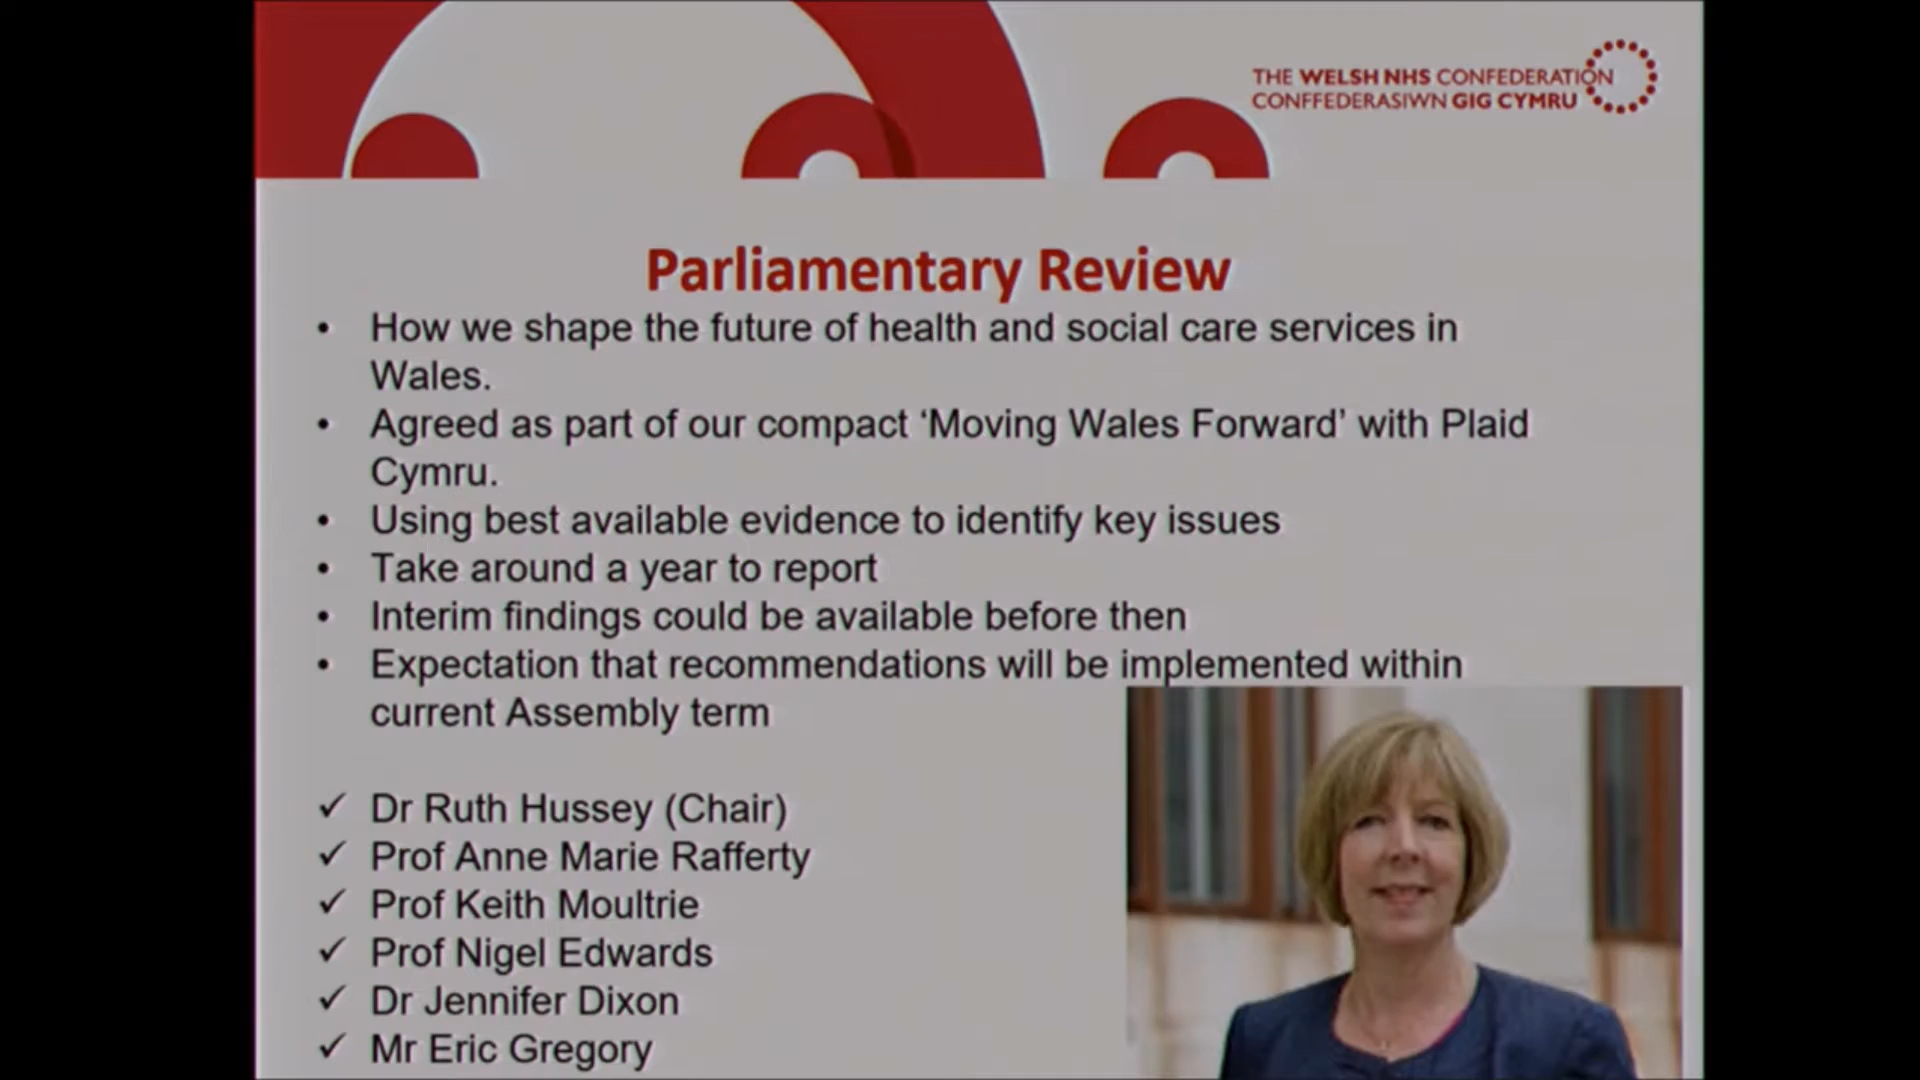 THE WELSH NHS CONFEDERATION
CONFFEDERASIWN GIG CYMRU
Parliamentary Review
• How we shape the future of health and social care services in
Wales.
• Agreed as part of our compact ‘Moving Wales Forward’ with Plaid
Cymru.
• Using best available evidence to identify key issues
• Take around a year to report
• Interim findings could be available before then
• Expectation that recommendations will be implemented within
current Assembly term
✓ Dr Ruth Hussey (Chair)
✓ Prof Anne Marie Rafferty
✓ Prof Keith Moultrie
✓ Prof Nigel Edwards
✓ Dr Jennifer Dixon
✓ Mr Eric Gregory